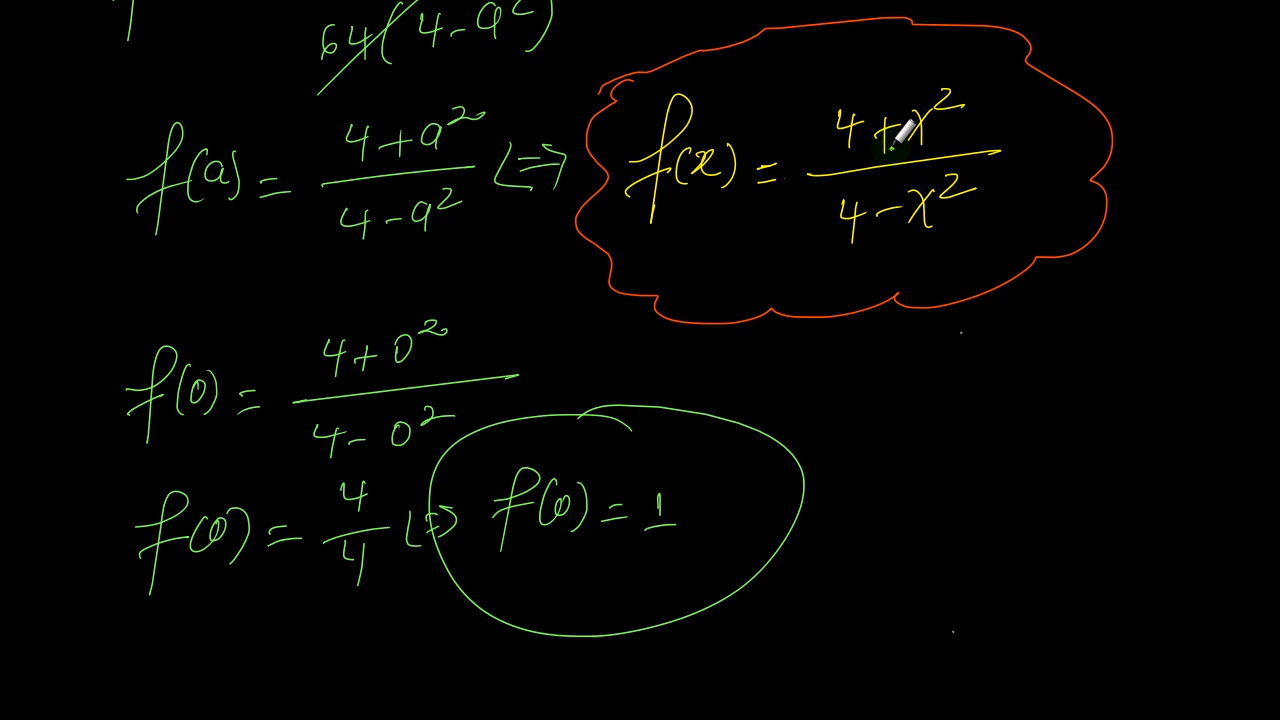 64(4-a²)
f(a) = (4+a²)/(4-a²) ⇔ f(x) = (4+x²)/(4-x²)
f(0) = (4+0²)/(4-0²)
f(0) = 4/4 ⇔ f(0) = 1